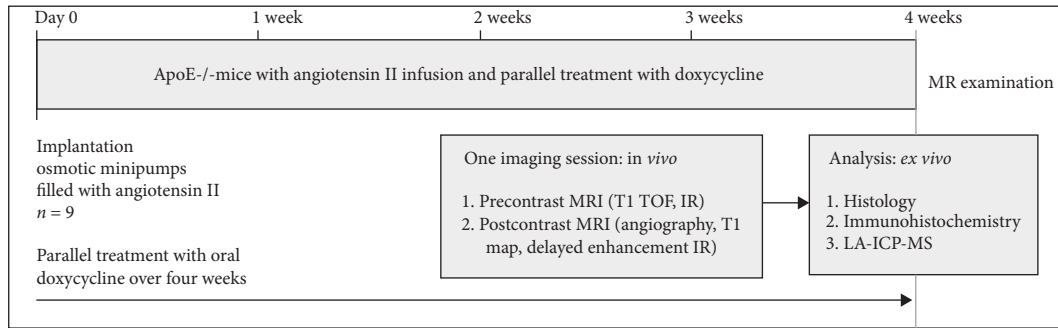 Day 0
1 week
2 weeks
3 weeks
4 weeks
ApoE-/-mice with angiotensin II infusion and parallel treatment with doxycycline
MR examination
Implantation
osmotic minipumps
filled with angiotensin II
n = 9
Parallel treatment with oral
doxycycline over four weeks
One imaging session: in vivo
1. Precontrast MRI (T1 TOF, IR)
2. Postcontrast MRI (angiography, T1
map, delayed enhancement IR)
Analysis: ex vivo
1. Histology
2. Immunohistochemistry
3. LA-ICP-MS